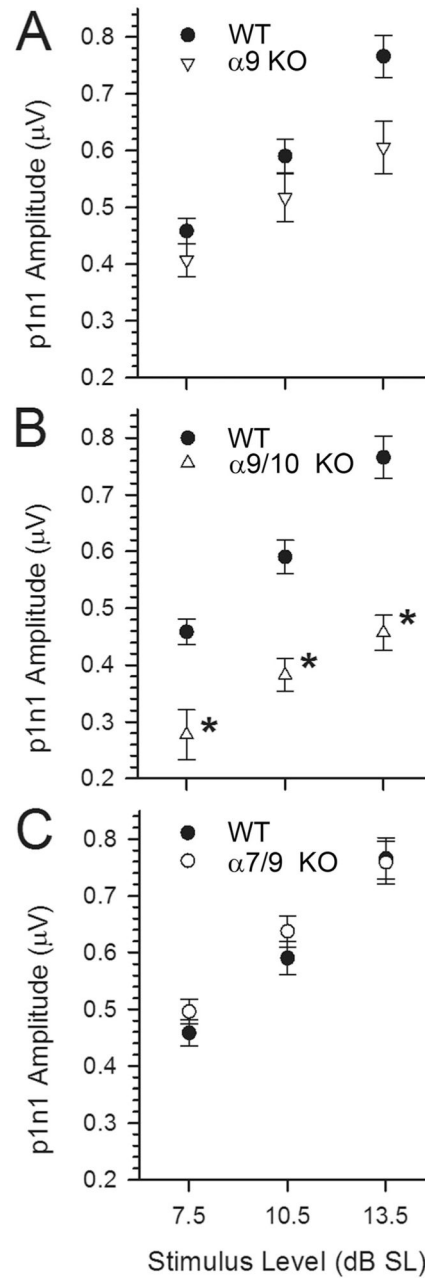 A
WT
α9 KO
p1n1 Amplitude (μV)
0.8
0.7
0.6
0.5
0.4
0.3
0.2
B
WT
α9/10 KO
p1n1 Amplitude (μV)
0.8
0.7
0.6
0.5
0.4
0.3
0.2
*
*
*
C
WT
α7/9 KO
p1n1 Amplitude (μV)
0.8
0.7
0.6
0.5
0.4
0.3
0.2
7.5 10.5 13.5
Stimulus Level (dB SL)